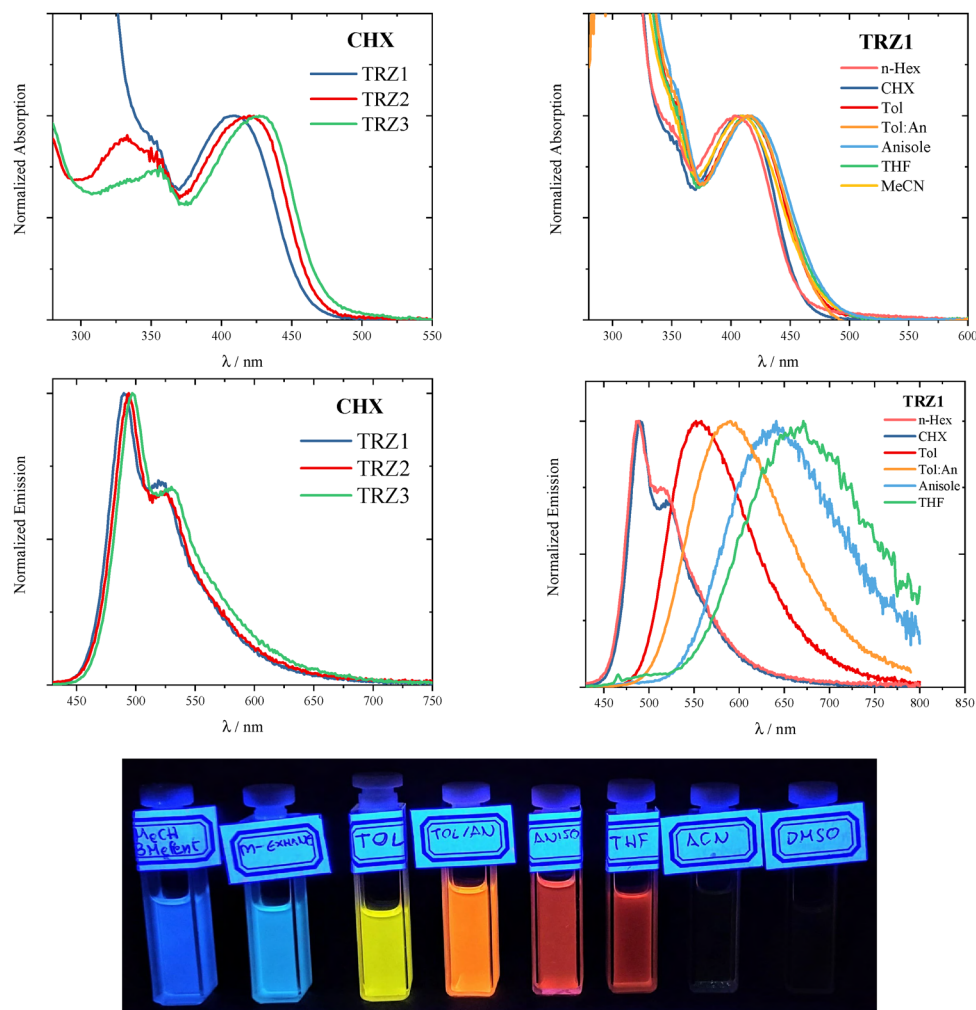 CHX
TRZ1
TRZ2
TRZ3
Normalized Absorption
300 350 400 450 500 550
λ / nm
TRZ1
n-Hex
CHX
Tol
Tol:An
Anisole
THF
MeCN
Normalized Absorption
300 350 400 450 500 550 600
λ / nm
CHX
TRZ1
TRZ2
TRZ3
Normalized Emission
450 500 550 600 650 700 750
λ / nm
TRZ1
n-Hex
CHX
Tol
Tol:An
Anisole
THF
Normalized Emission
450 500 550 600 650 700 750 800 850
λ / nm
MeCH
3Mepent
TOL
TOL/AN
ANISO
THF
ACN
DMSO